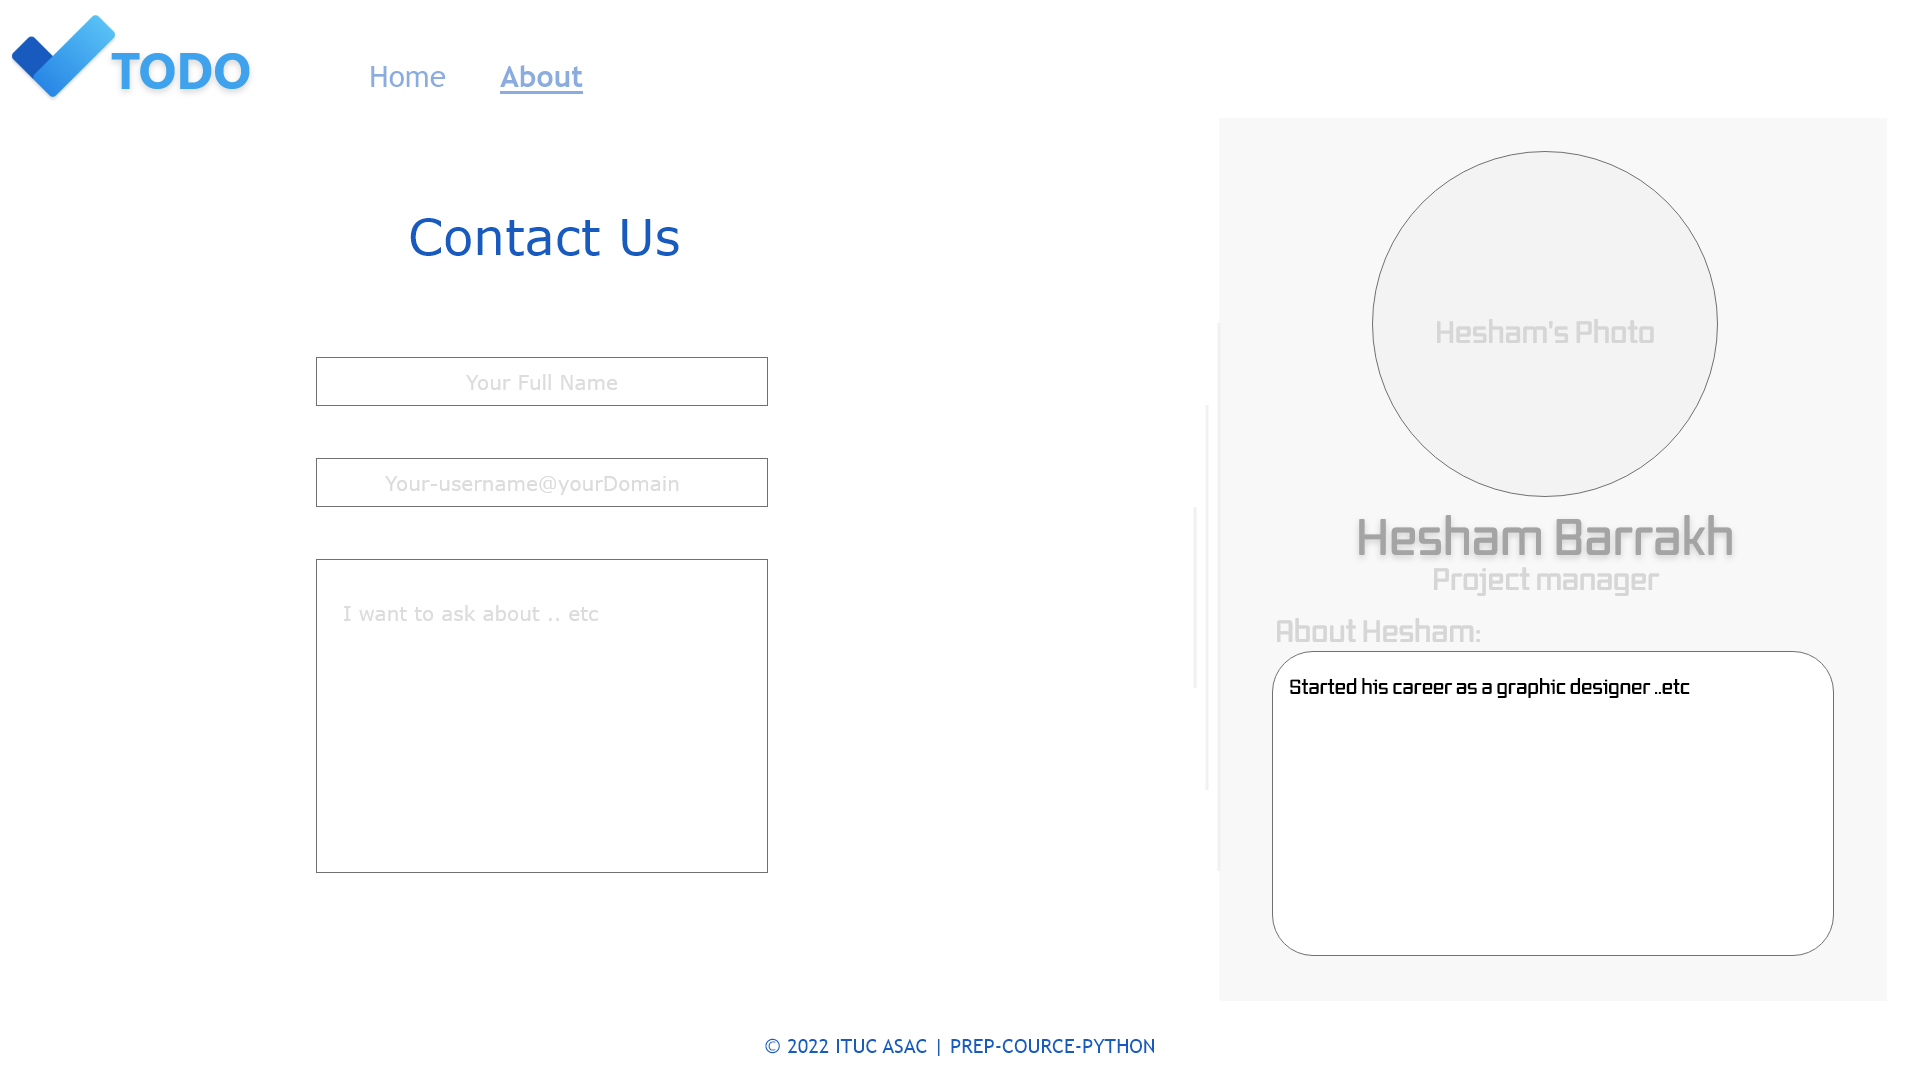 TODO
Home
About
Contact Us
Your Full Name
Your-username@yourDomain
I want to ask about .. etc
Hesham's Photo
Hesham Barrakh
Project manager
About Hesham:
Started his career as a graphic designer ..etc
© 2022 ITUC ASAC | PREP-COURCE-PYTHON